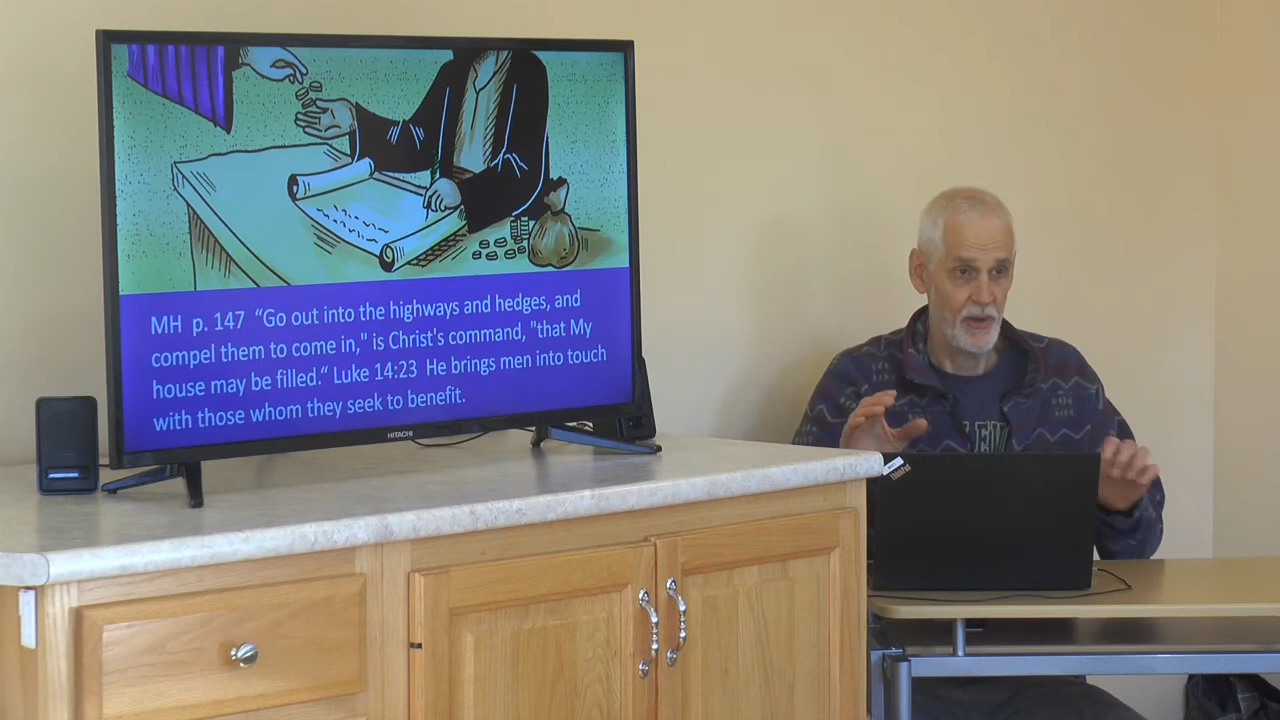 MH p. 147 “Go out into the highways and hedges, and
compel them to come in," is Christ's command, "that My
house may be filled.“ Luke 14:23 He brings men into touch
with those whom they seek to benefit.
HITACHI
ThinkPad